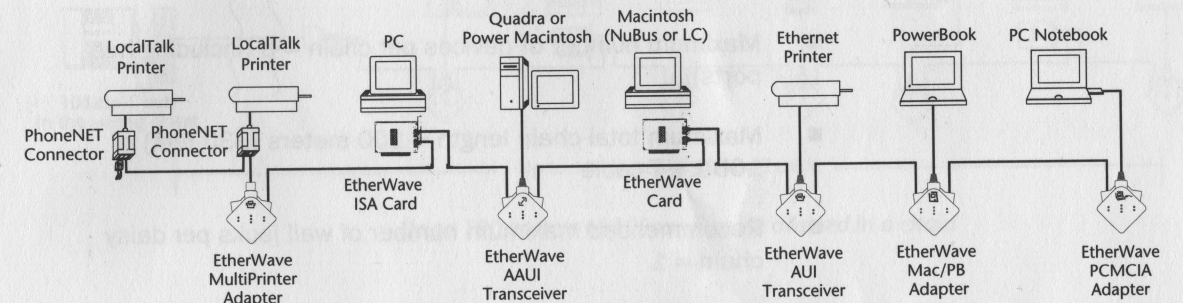 LocalTalk
Printer
LocalTalk
Printer
PC
Quadra or
Power Macintosh
Macintosh
(NuBus or LC)
Ethernet
Printer
PowerBook
PC Notebook
PhoneNET
Connector
PhoneNET
Connector
EtherWave
MultiPrinter
Adapter
EtherWave
ISA Card
EtherWave
AAUI
Transceiver
EtherWave
Card
EtherWave
AUI
Transceiver
EtherWave
Mac/PB
Adapter
EtherWave
PCMCIA
Adapter